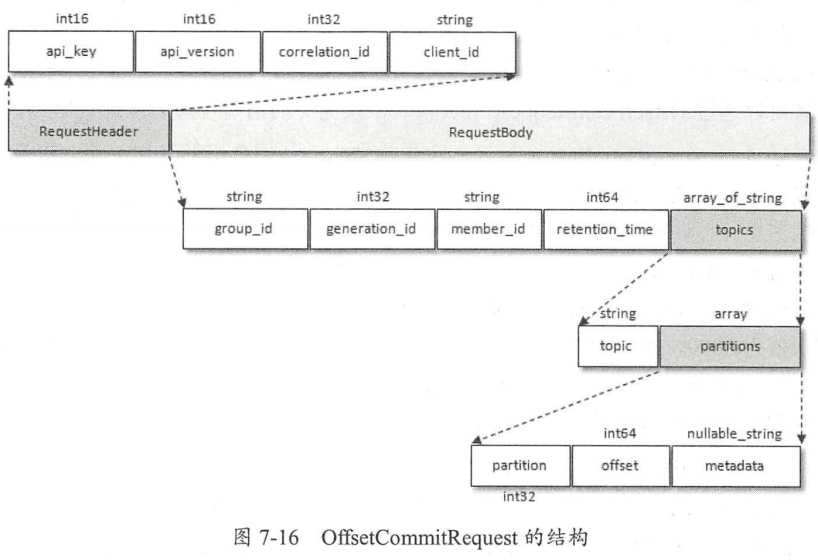 int16 int16 int32 string
api_key api_version correlation_id client_id
RequestHeader RequestBody
string int32 string int64 array_of_string
group_id generation_id member_id retention_time topics
string array
topic partitions
int64 nullable_string
partition offset metadata
int32
图 7-16 OffsetCommitRequest 的结构